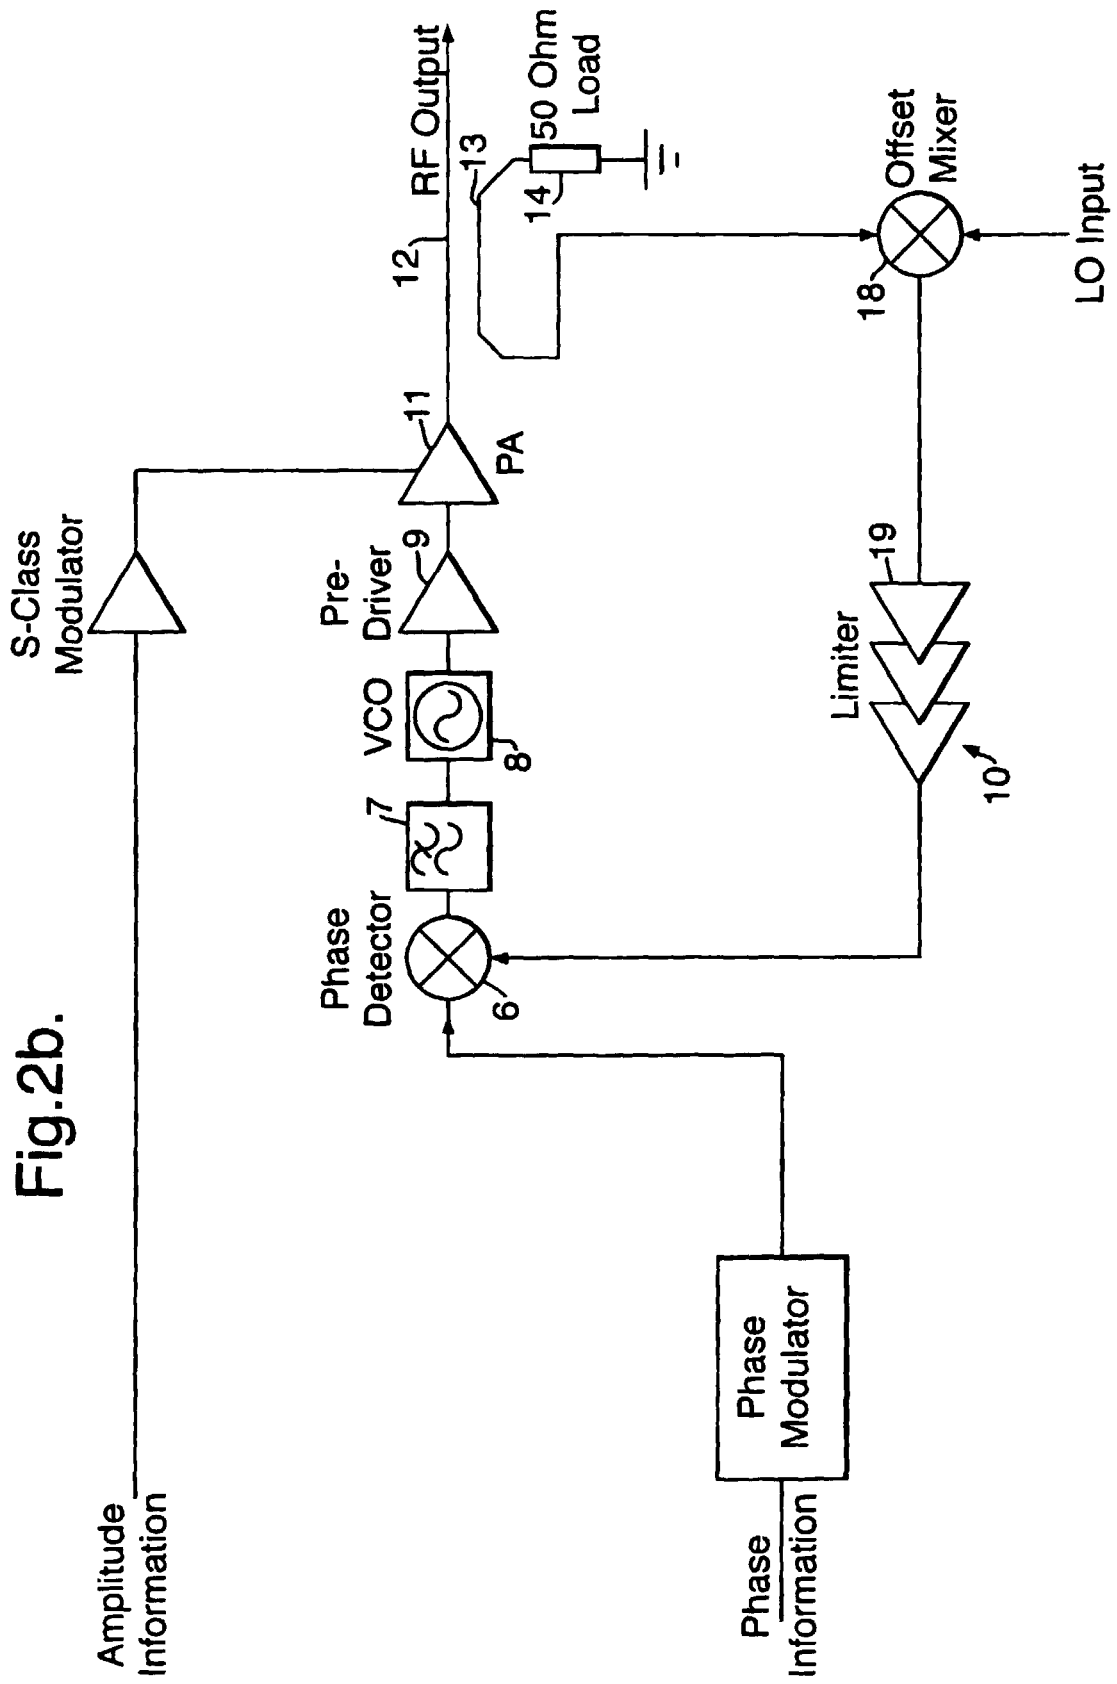 Fig.2b.
Amplitude
Information
S-Class
Modulator
Phase
Information
Phase
Modulator
Phase
Detector
6
7
VCO
8
Pre-
Driver
9
PA
11
12
RF Output
13
14
50 Ohm
Load
Offset
Mixer
18
LO Input
Limiter
19
10